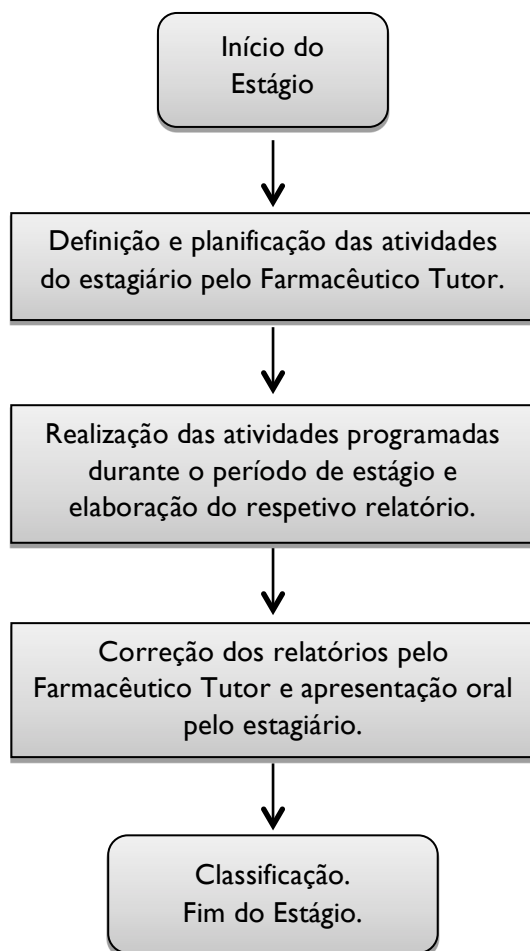 Início do
Estágio
Definição e planificação das atividades
do estagiário pelo Farmacêutico Tutor.
Realização das atividades programadas
durante o período de estágio e
elaboração do respetivo relatório.
Correção dos relatórios pelo
Farmacêutico Tutor e apresentação oral
pelo estagiário.
Classificação.
Fim do Estágio.